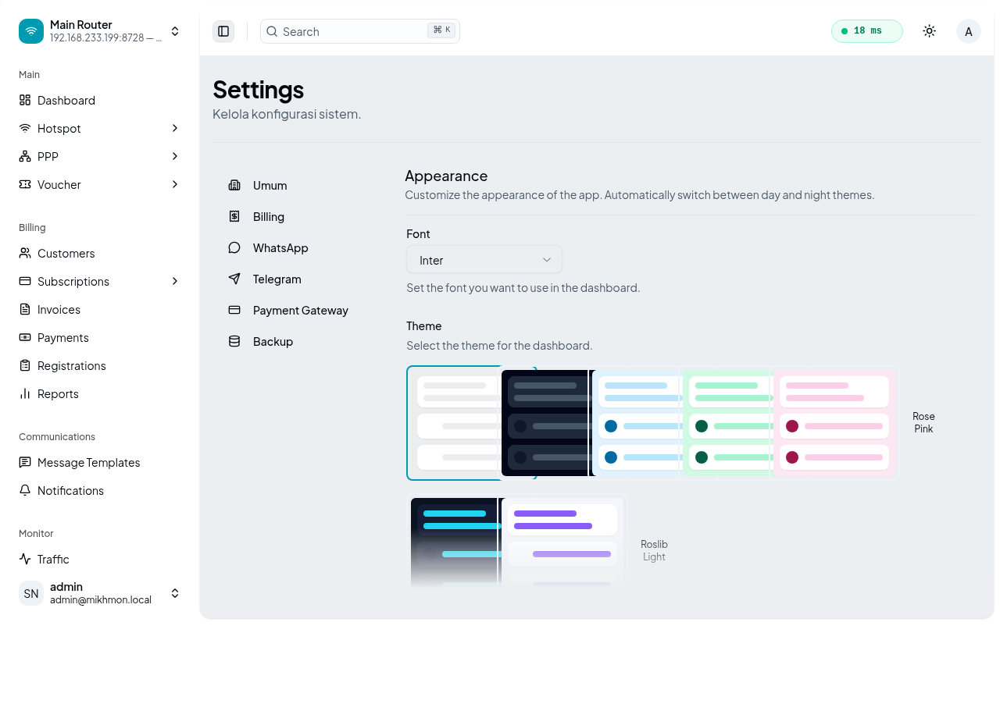 Main Router
192.168.233.199:8728 — ...
Search
⌘ K
18 ms
A
Main
Dashboard
Hotspot
PPP
Voucher
Billing
Customers
Subscriptions
Invoices
Payments
Registrations
Reports
Communications
Message Templates
Notifications
Monitor
Traffic
SN
admin
admin@mikhmon.local
Settings
Kelola konfigurasi sistem.
Umum
Billing
WhatsApp
Telegram
Payment Gateway
Backup
Appearance
Customize the appearance of the app. Automatically switch between day and night themes.
Font
Inter
Set the font you want to use in the dashboard.
Theme
Select the theme for the dashboard.
Rose
Pink
Roslib
Light